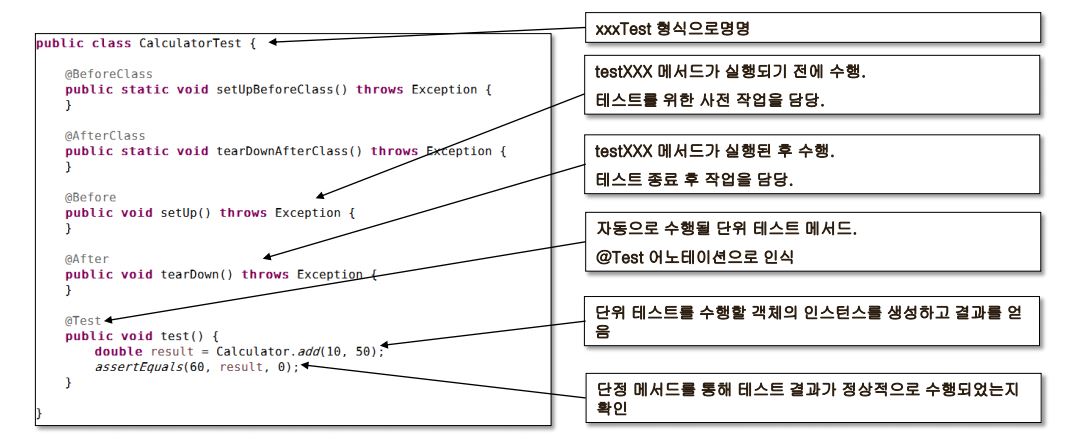 public class CalculatorTest {
@BeforeClass
public static void setUpBeforeClass() throws Exception {
}
@AfterClass
public static void tearDownAfterClass() throws Exception {
}
@Before
public void setUp() throws Exception {
}
@After
public void tearDown() throws Exception {
}
@Test
public void test() {
double result = Calculator.add(10, 50);
assertEquals(60, result, 0);
}
}
xxxTest 형식으로명명
testXXX 메서드가 실행되기 전에 수행.
테스트를 위한 사전 작업을 담당.
testXXX 메서드가 실행된 후 수행.
테스트 종료 후 작업을 담당.
자동으로 수행될 단위 테스트 메서드.
@Test 어노테이션으로 인식
단위 테스트를 수행할 객체의 인스턴스를 생성하고 결과를 얻
음
단정 메서드를 통해 테스트 결과가 정상적으로 수행되었는지
확인